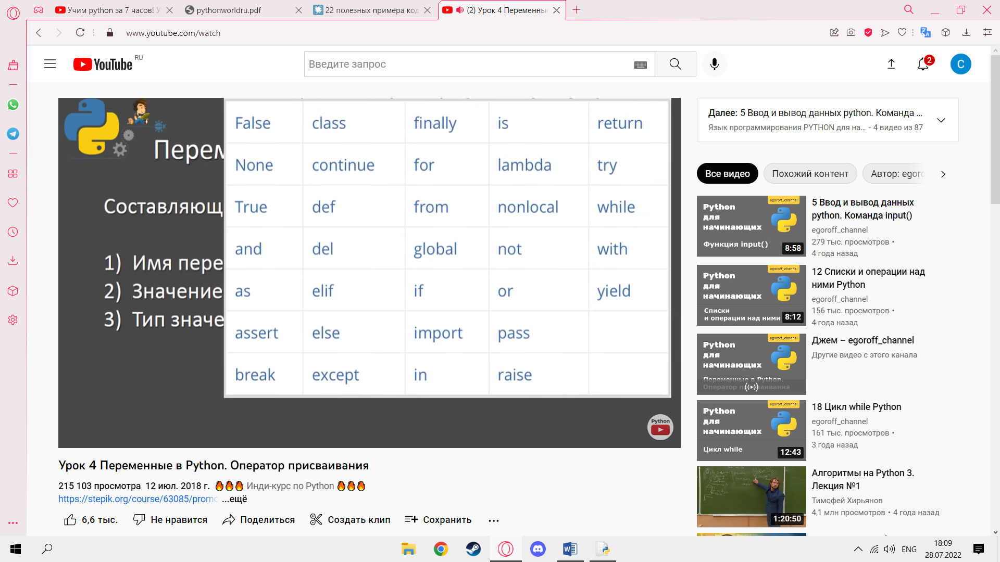 Учим python за 7 часов! У
pythonworldru.pdf
22 полезных примера код
(2) Урок 4 Переменные
www.youtube.com/watch
YouTube
RU
Введите запрос
2
C
Перем
Составляющ
1) Имя пере
2) Значение
3) Тип значе
False class finally is return
None continue for lambda try
True def from nonlocal while
and del global not with
as elif if or yield
assert else import pass
break except in raise
Python
Урок 4 Переменные в Python. Оператор присваивания
215 103 просмотра 12 июл. 2018 г. 🔥🔥🔥 Инди-курс по Python 🔥🔥🔥
https://stepik.org/course/63085/promo ...ещё
6,6 тыс. Не нравится Поделиться Создать клип Сохранить ...
Далее: 5 Ввод и вывод данных python. Команда ...
Язык программирования PYTHON для на... - 4 видео из 87
Все видео Похожий контент Автор: egoro
egoroff_channel
Python
для
начинающих
Функция input()
8:58
5 Ввод и вывод данных
python. Команда input()
egoroff_channel
279 тыс. просмотров •
4 года назад
egoroff_channel
Python
для
начинающих
Списки
и операции над ними
8:12
12 Списки и операции над
ними Python
egoroff_channel
156 тыс. просмотров •
4 года назад
egoroff_channel
Python
для
начинающих
Переменные в Python.
Оператор присваивания
Джем – egoroff_channel
Другие видео с этого канала
egoroff_channel
Python
для
начинающих
Цикл while
12:43
18 Цикл while Python
egoroff_channel
161 тыс. просмотров •
3 года назад
1:20:50
Алгоритмы на Python 3.
Лекция №1
Тимофей Хирьянов
4,1 млн просмотров • 4 года назад
ENG
18:09
28.07.2022